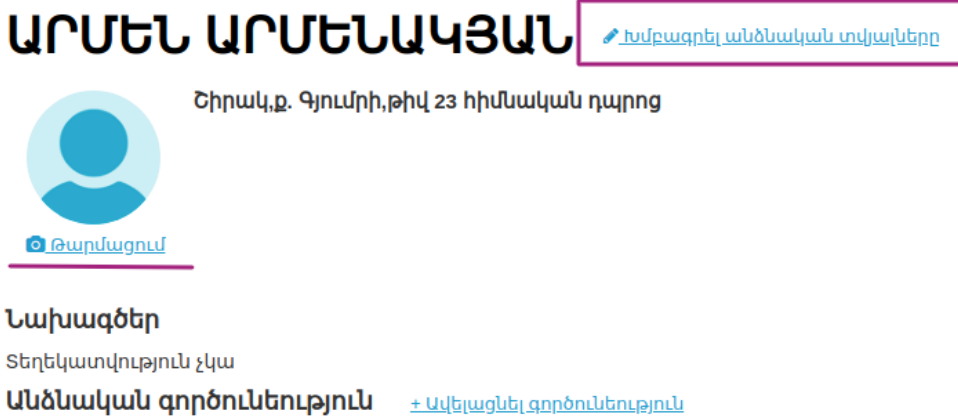 ԱՐՄԵՆ ԱՐՄԵՆԱԿՅԱՆ Խմբագրել անձնական տվյալները
Շիրակ,ք. Գյումրի,թիվ 23 հիմնական դպրոց
Թարմացում
Նախագծեր
Տեղեկատվություն չկա
Անձնական գործունեություն + Ավելացնել գործունեություն